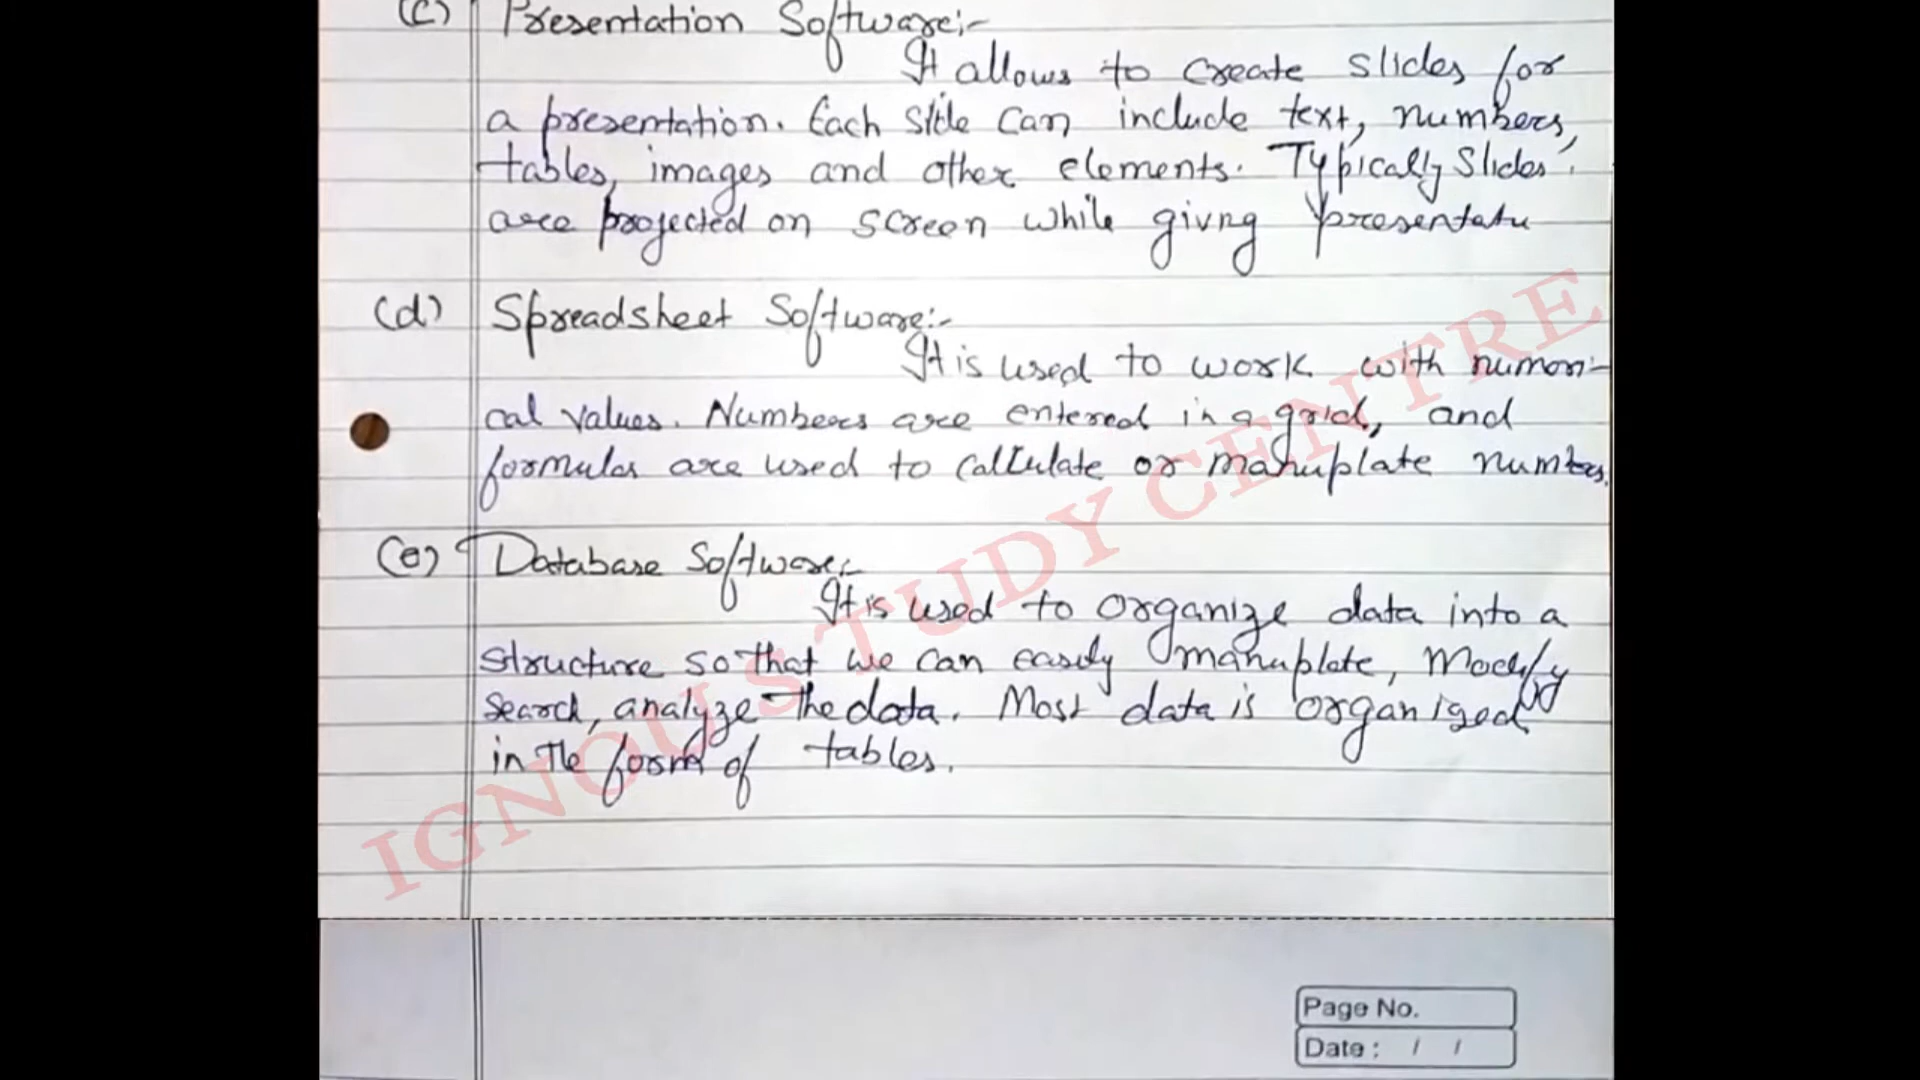 (c) Presentation Software:-
It allows to create slides for
a presentation. Each slide can include text, numbers,
tables, images and other elements. Typically Slides
are projected on screen while giving presentatu
(d) Spreadsheet Software:-
It is used to work with numeri-
cal values. Numbers are entered in a grid, and
formulas are used to calculate or manuplate numbers.
(e) Database Software:-
It is used to organize data into a
structure so that we can easily manuplate, Modify
search, analyze the data. Most data is organized
in the form of tables.
IGNOUS STUDY CENTRE
Page No.
Date : / /